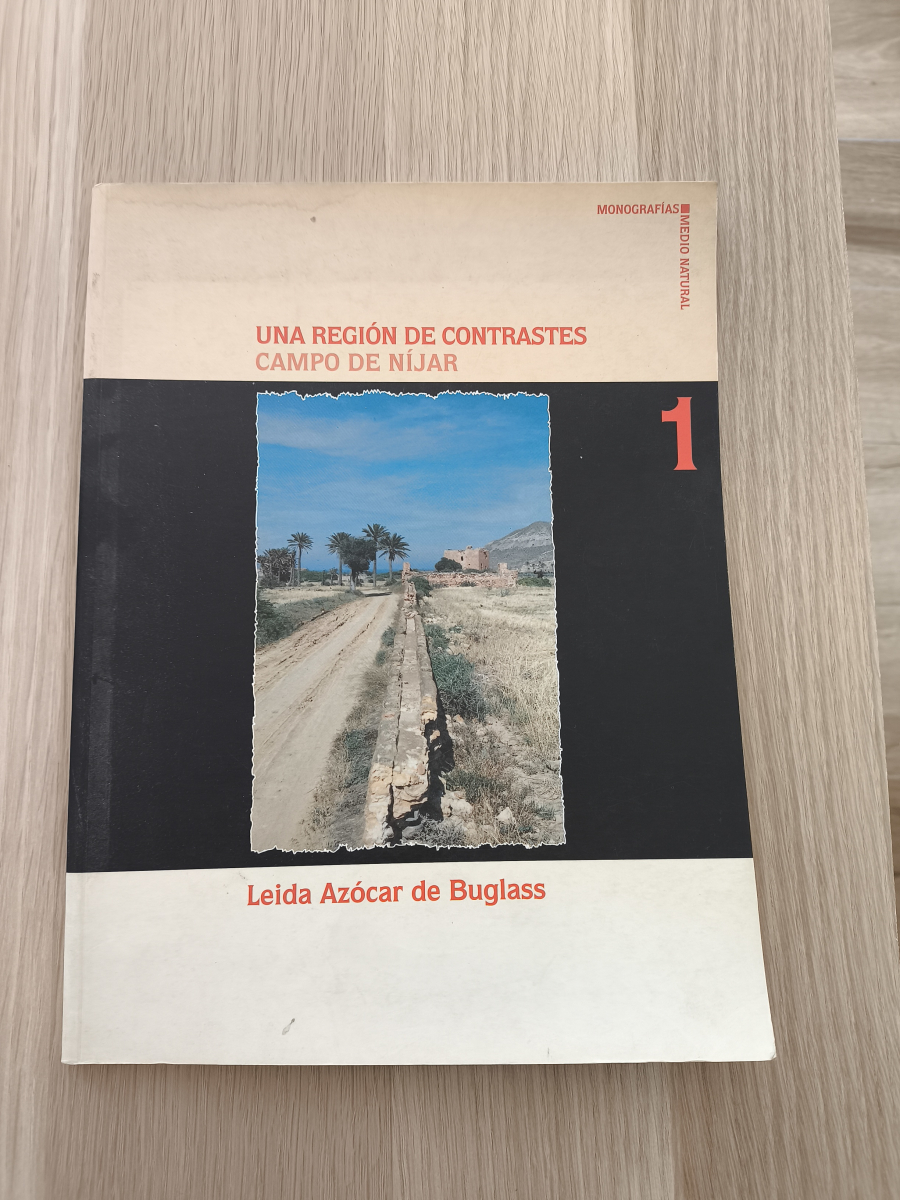 MONOGRAFÍAS
MEDIO NATURAL
UNA REGIÓN DE CONTRASTES
CAMPO DE NÍJAR
1
Leida Azócar de Buglass